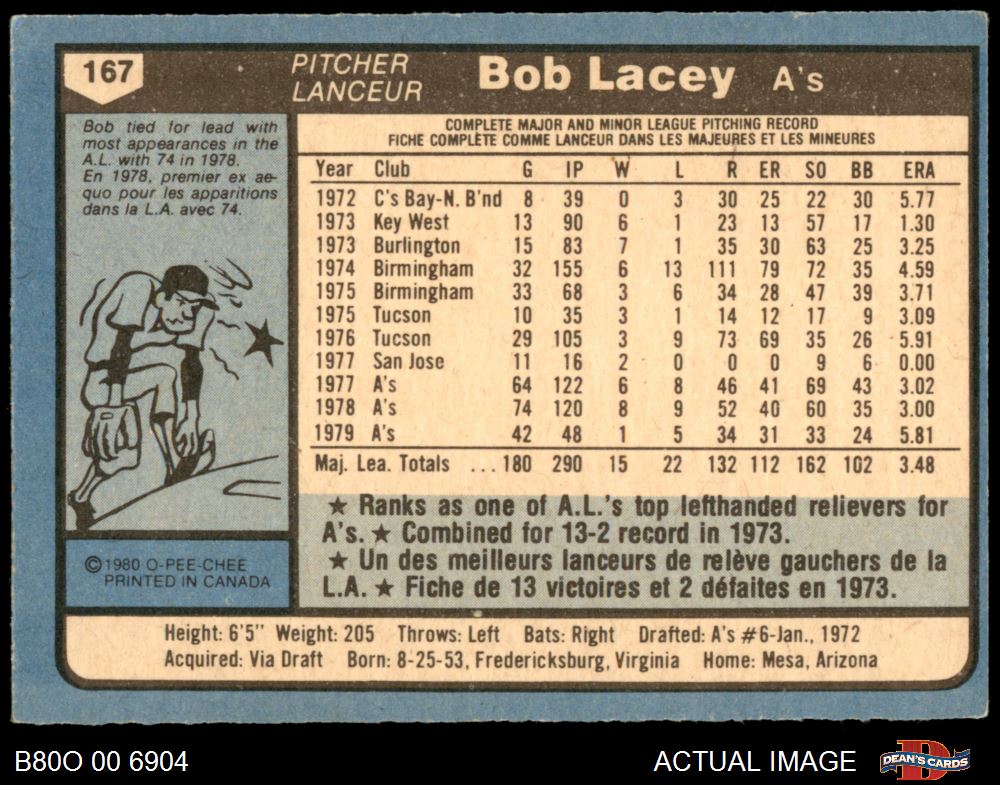 167
PITCHER
LANCEUR
Bob Lacey A's
Bob tied for lead with
most appearances in the
A.L. with 74 in 1978.
En 1978, premier ex ae-
quo pour les apparitions
dans la L.A. avec 74.
COMPLETE MAJOR AND MINOR LEAGUE PITCHING RECORD
FICHE COMPLÈTE COMME LANCEUR DANS LES MAJEURES ET LES MINEURES
Year Club G IP W L R ER SO BB ERA
1972 C's Bay-N. B'nd 8 39 0 3 30 25 22 30 5.77
1973 Key West 13 90 6 1 23 13 57 17 1.30
1973 Burlington 15 83 7 1 35 30 63 25 3.25
1974 Birmingham 32 155 6 13 111 79 72 35 4.59
1975 Birmingham 33 68 3 6 34 28 47 39 3.71
1975 Tucson 10 35 3 1 14 12 17 9 3.09
1976 Tucson 29 105 3 9 73 69 35 26 5.91
1977 San Jose 11 16 2 0 0 0 9 6 0.00
1977 A's 64 122 6 8 46 41 69 43 3.02
1978 A's 74 120 8 9 52 40 60 35 3.00
1979 A's 42 48 1 5 34 31 33 24 5.81
Maj. Lea. Totals ... 180 290 15 22 132 112 162 102 3.48
★ Ranks as one of A.L.'s top lefthanded relievers for
A's. ★ Combined for 13-2 record in 1973.
★ Un des meilleurs lanceurs de relève gauchers de la
L.A. ★ Fiche de 13 victoires et 2 défaites en 1973.
©1980 O-PEE-CHEE
PRINTED IN CANADA
Height: 6'5" Weight: 205 Throws: Left Bats: Right Drafted: A's #6-Jan., 1972
Acquired: Via Draft Born: 8-25-53, Fredericksburg, Virginia Home: Mesa, Arizona
B80O 00 6904
ACTUAL IMAGE
DEAN'S CARDS